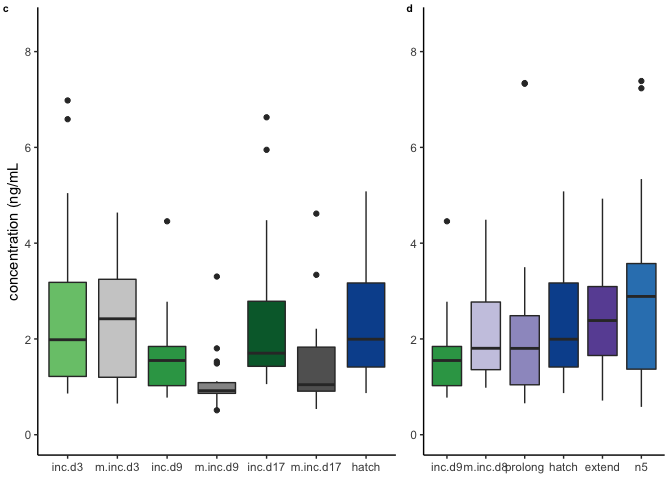 c
d
concentration (ng/mL
8
6
4
2
0
inc.d3 m.inc.d3 inc.d9 m.inc.d9 inc.d17 m.inc.d17 hatch
8
6
4
2
0
inc.d9 m.inc.d8 prolong hatch extend n5